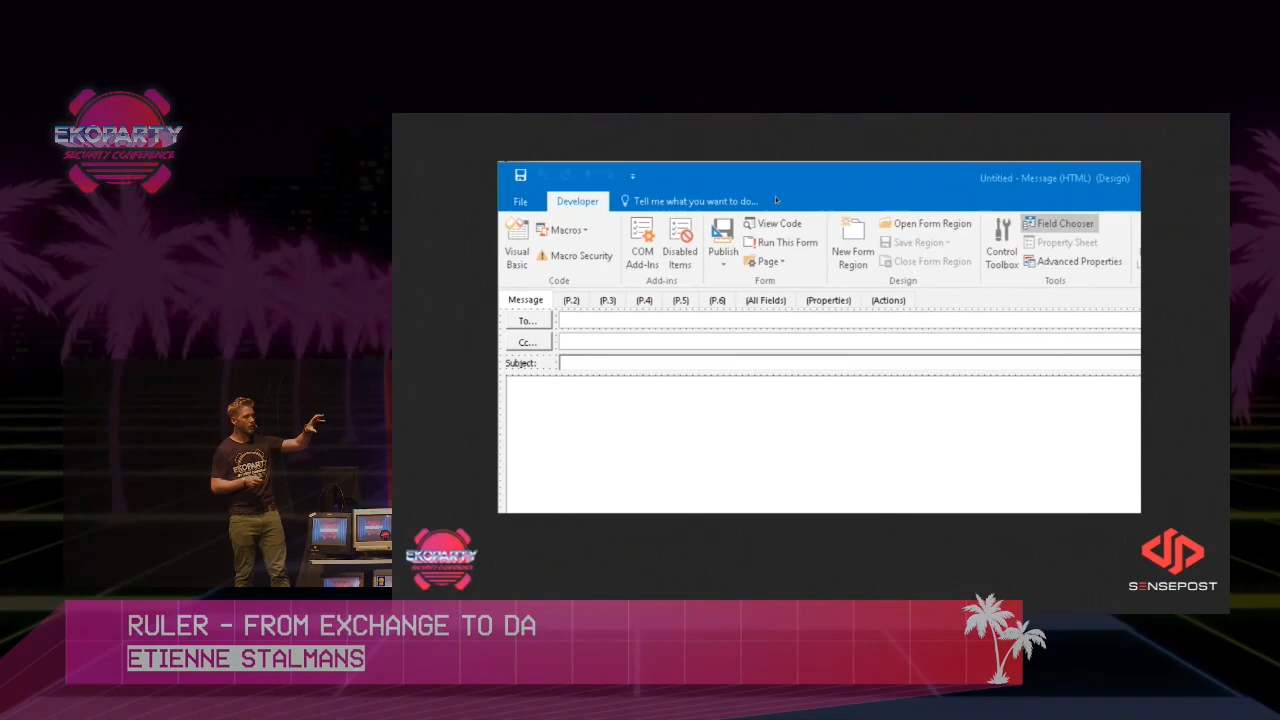 EKOPARTY
SECURITY CONFERENCE
Untitled - Message (HTML) (Design)
File
Developer
Tell me what you want to do...
Visual Basic
Macros
Macro Security
Code
COM Add-Ins
Disabled Items
Add-ins
Publish
View Code
Run This Form
Page
Form
New Form Region
Open Form Region
Save Region
Close Form Region
Design
Control Toolbox
Field Chooser
Property Sheet
Advanced Properties
Tools
Message (P.2) (P.3) (P.4) (P.5) (P.6) (All Fields) (Properties) (Actions)
To...
Cc...
Subject:
EKOPARTY
EKOPARTY
SECURITY CONFERENCE
SENSEPOST
RULER - FROM EXCHANGE TO DA
ETIENNE STALMANS